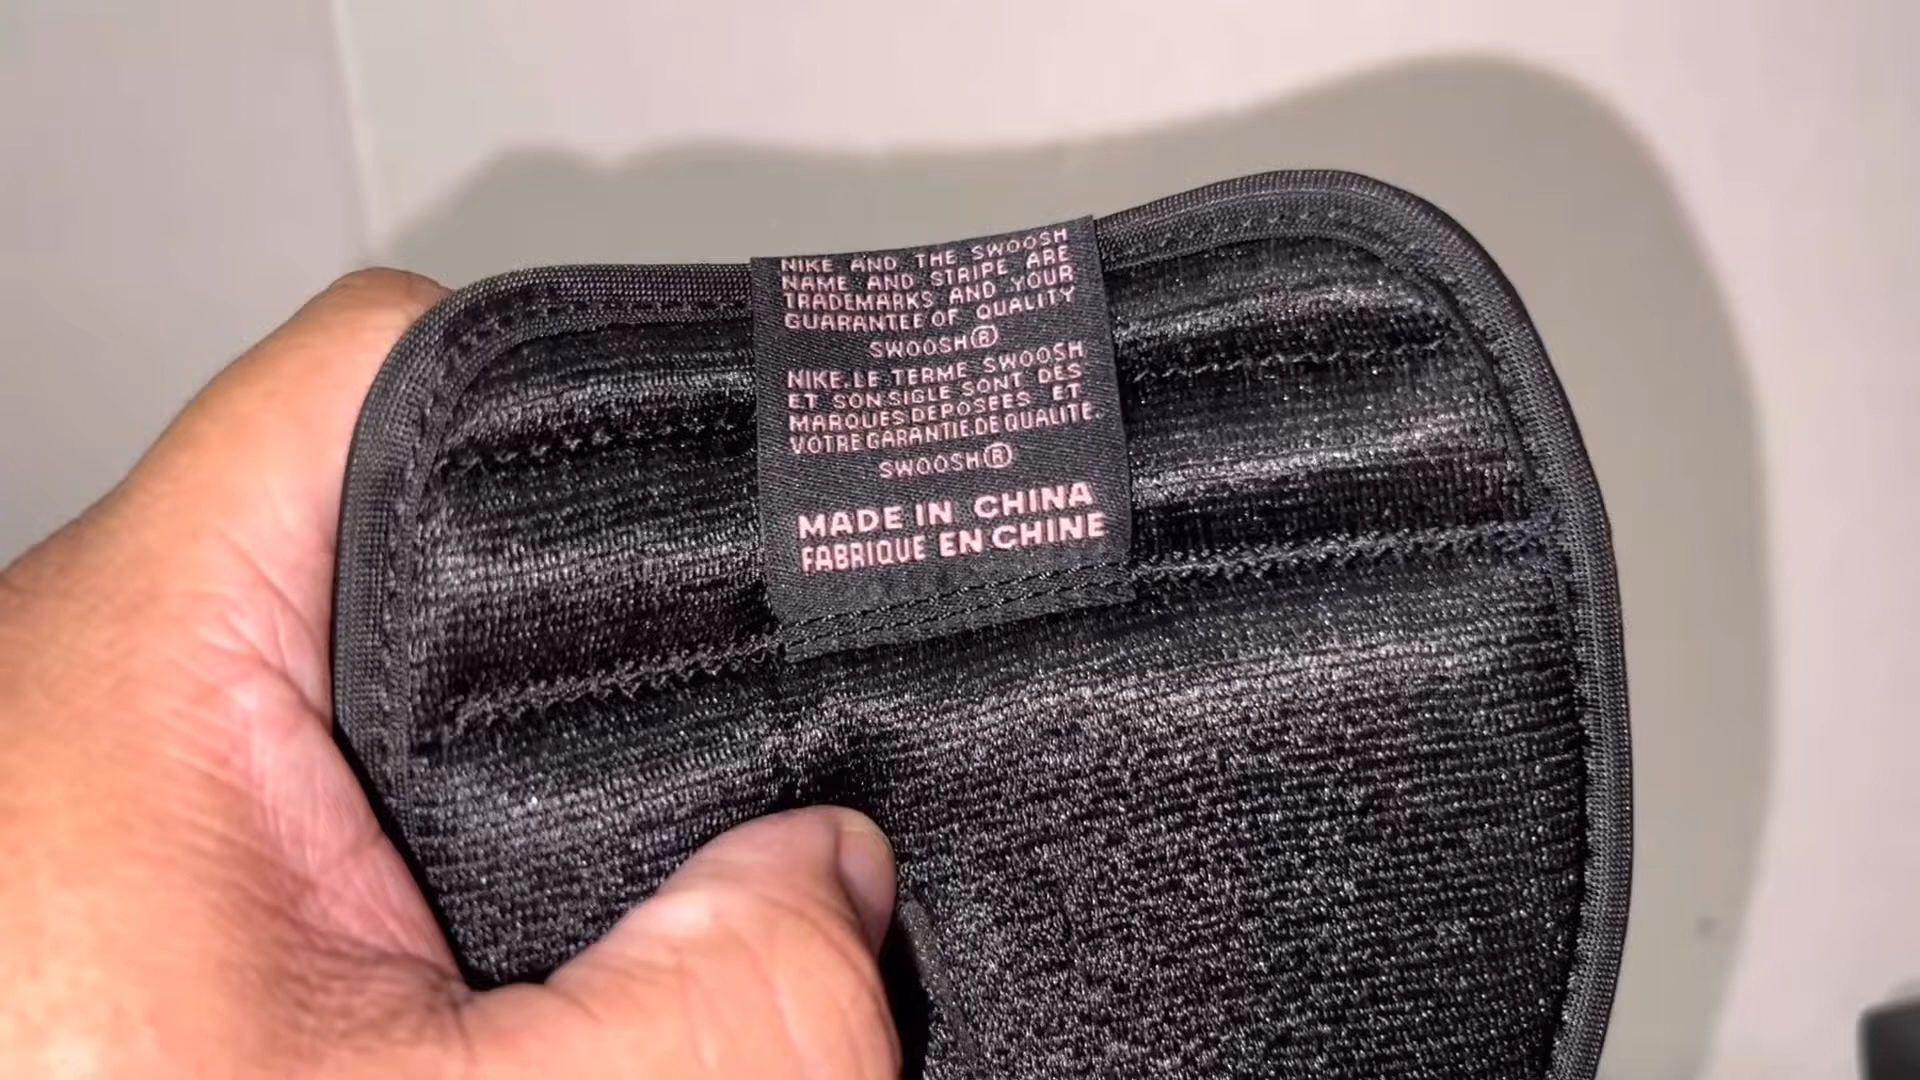 NIKE AND THE SWOOSH
NAME AND STRIPE ARE
TRADEMARKS AND YOUR
GUARANTEE OF QUALITY
SWOOSH®
NIKE.LE TERME SWOOSH
ET SON SIGLE SONT DES
MARQUES DEPOSEES ET
VOTRE GARANTIE.DE QUALITE.
SWOOSH®
MADE IN CHINA
FABRIQUE EN CHINE